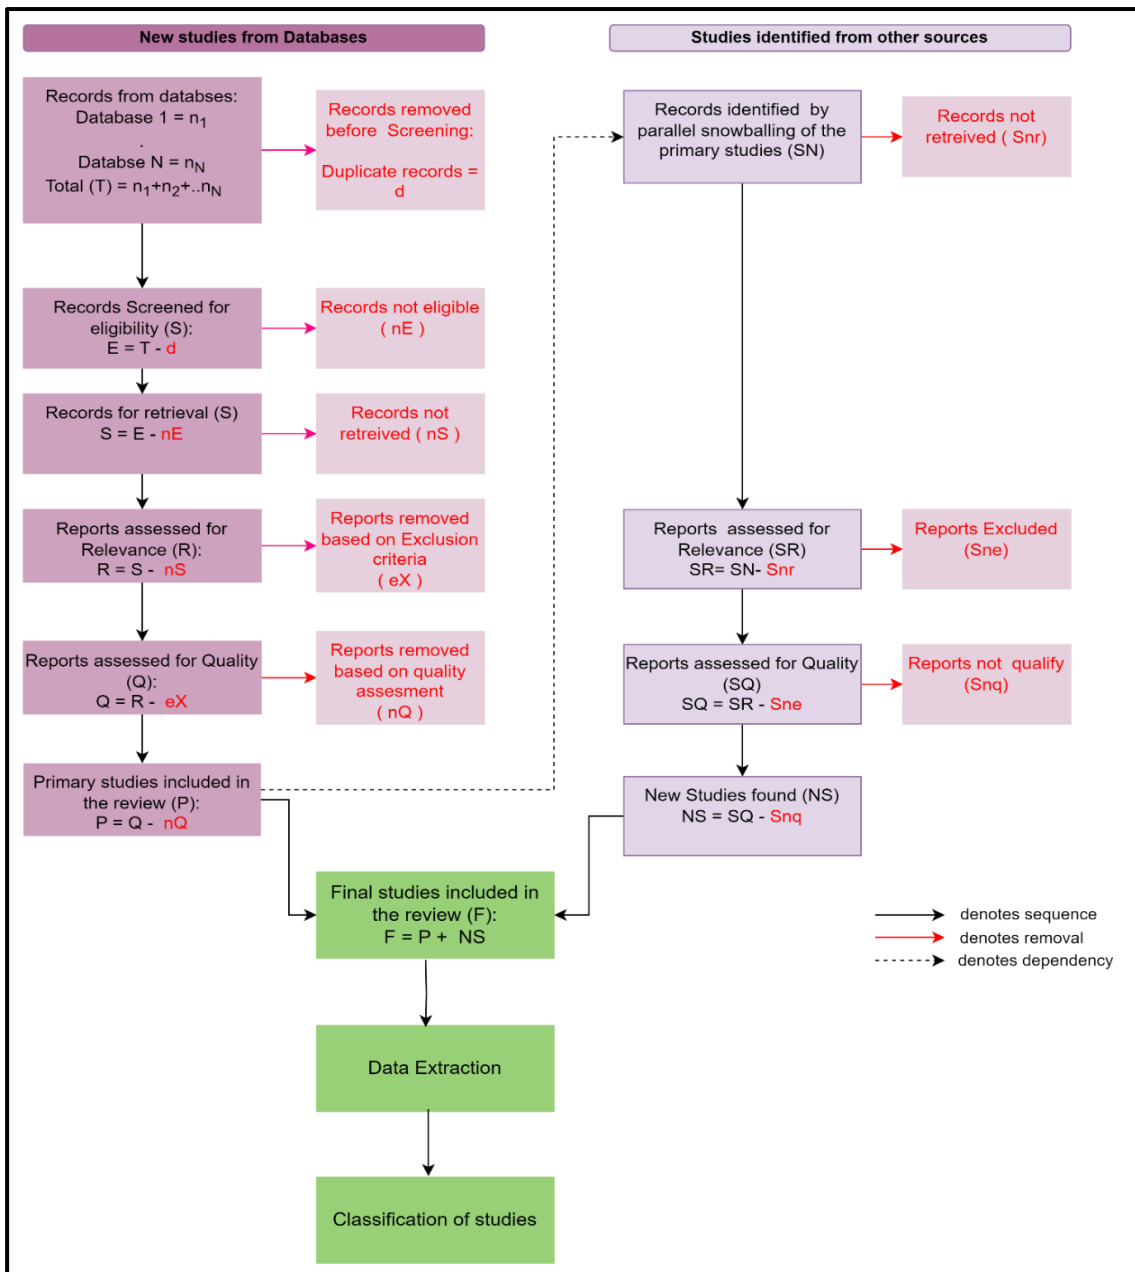 New studies from Databases
Records from databses:
Database 1 = n1
.
Databse N = nN
Total (T) = n1+n2+..nN
Records removed
before Screening:
Duplicate records =
d
Records Screened for
eligibility (S):
E = T - d
Records not eligible
( nE )
Records for retrieval (S)
S = E - nE
Records not
retreived ( nS )
Reports assessed for
Relevance (R):
R = S - nS
Reports removed
based on Exclusion
criteria
( eX )
Reports assessed for Quality
(Q):
Q = R - eX
Reports removed
based on quality
assesment
( nQ )
Primary studies included in
the review (P):
P = Q - nQ
Studies identified from other sources
Records identified by
parallel snowballing of the
primary studies (SN)
Records not
retreived ( Snr)
Reports assessed for
Relevance (SR)
SR= SN- Snr
Reports Excluded
(Sne)
Reports assessed for Quality
(SQ)
SQ = SR - Sne
Reports not qualify
(Snq)
New Studies found (NS)
NS = SQ - Snq
Final studies included in
the review (F):
F = P + NS
Data Extraction
Classification of studies
denotes sequence
denotes removal
denotes dependency